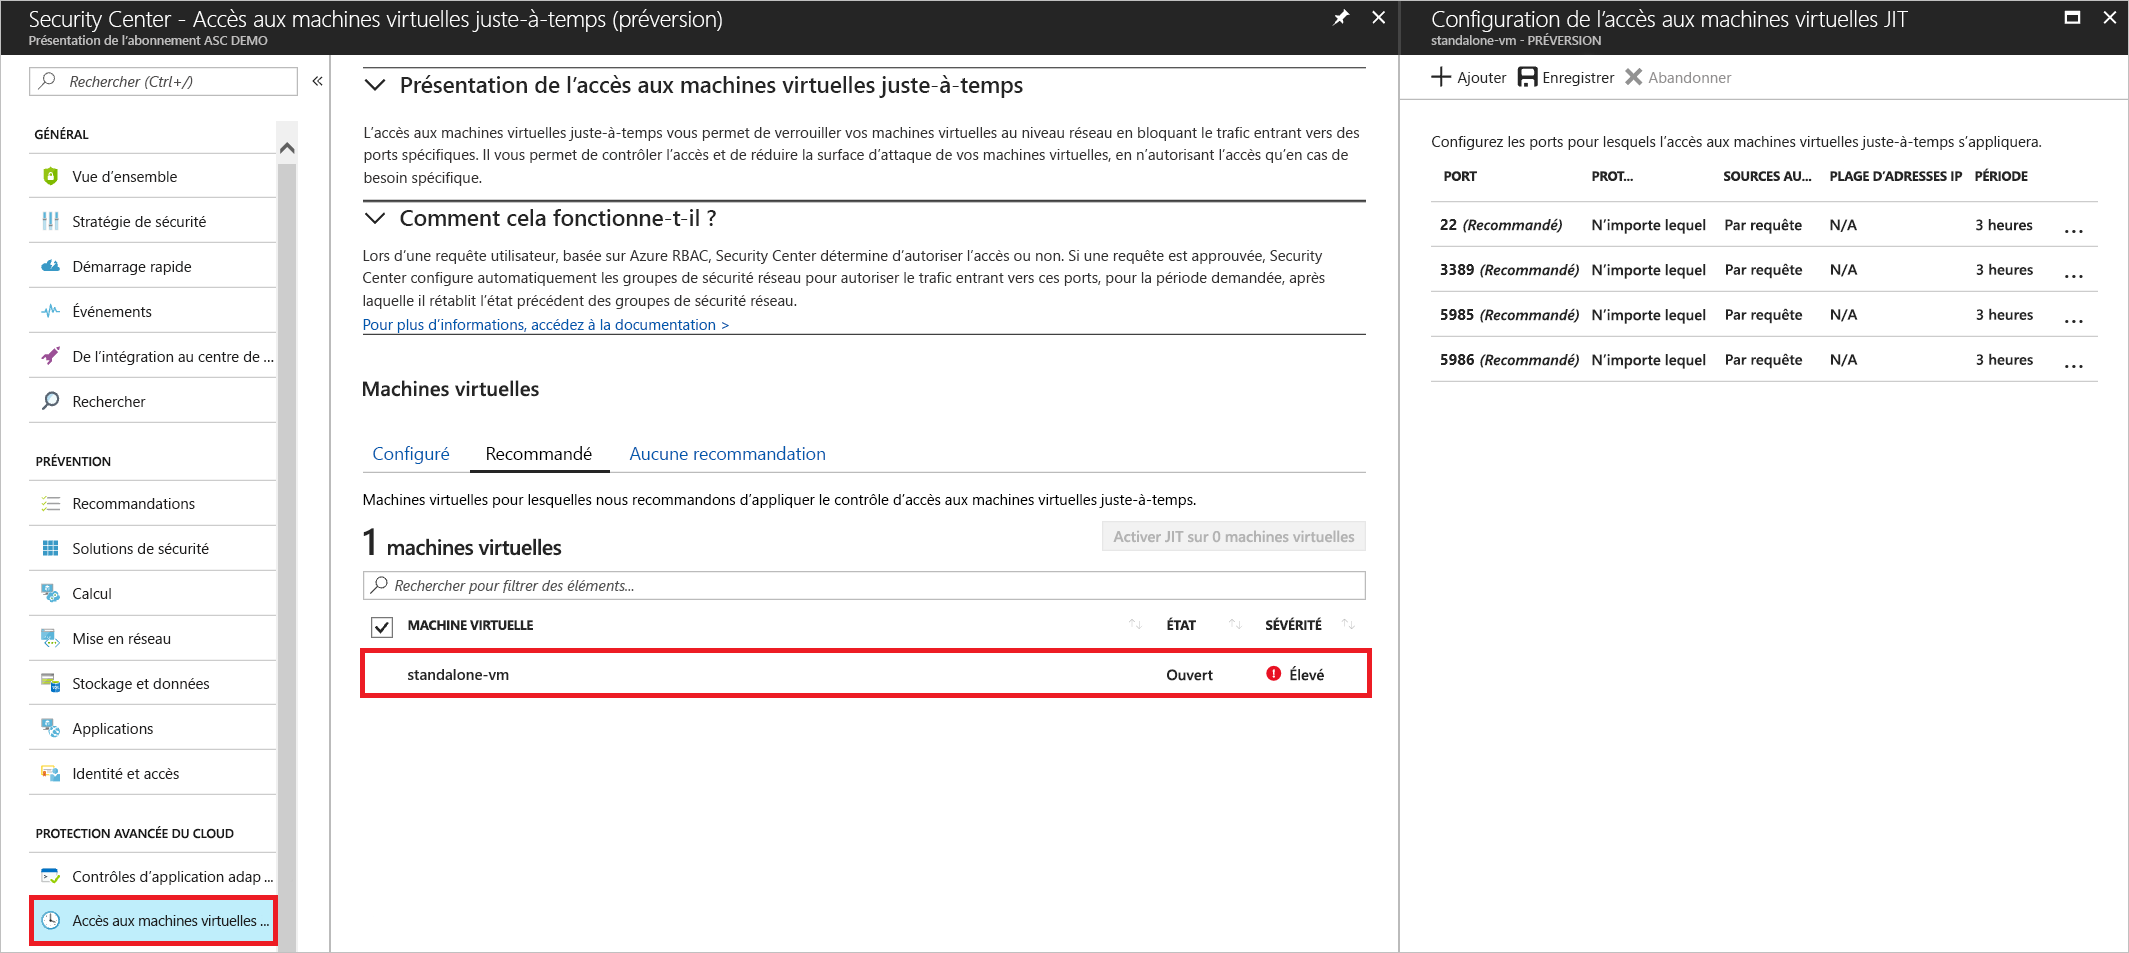 Security Center - Accès aux machines virtuelles juste-à-temps (préversion)
Présentation de l'abonnement ASC DEMO
Rechercher (Ctrl+/)
«
GÉNÉRAL
Vue d'ensemble
Stratégie de sécurité
Démarrage rapide
Événements
De l'intégration au centre de ...
Rechercher
PRÉVENTION
Recommandations
Solutions de sécurité
Calcul
Mise en réseau
Stockage et données
Applications
Identité et accès
PROTECTION AVANCÉE DU CLOUD
Contrôles d'application adap ...
Accès aux machines virtuelles ...
Présentation de l'accès aux machines virtuelles juste-à-temps
L'accès aux machines virtuelles juste-à-temps vous permet de verrouiller vos machines virtuelles au niveau réseau en bloquant le trafic entrant vers des
ports spécifiques. Il vous permet de contrôler l'accès et de réduire la surface d'attaque de vos machines virtuelles, en n'autorisant l'accès qu'en cas de
besoin spécifique.
Comment cela fonctionne-t-il ?
Lors d'une requête utilisateur, basée sur Azure RBAC, Security Center détermine d'autoriser l'accès ou non. Si une requête est approuvée, Security
Center configure automatiquement les groupes de sécurité réseau pour autoriser le trafic entrant vers ces ports, pour la période demandée, après
laquelle il rétablit l'état précédent des groupes de sécurité réseau.
Pour plus d'informations, accédez à la documentation >
Machines virtuelles
Configuré Recommandé Aucune recommandation
Machines virtuelles pour lesquelles nous recommandons d'appliquer le contrôle d'accès aux machines virtuelles juste-à-temps.
1 machines virtuelles
Activer JIT sur 0 machines virtuelles
Rechercher pour filtrer des éléments...
MACHINE VIRTUELLE ÉTAT SÉVÉRITÉ
standalone-vm Ouvert Élevé
Configuration de l'accès aux machines virtuelles JIT
standalone-vm - PRÉVERSION
Ajouter Enregistrer Abandonner
Configurez les ports pour lesquels l'accès aux machines virtuelles juste-à-temps s'appliquera.
PORT PROT... SOURCES AU... PLAGE D'ADRESSES IP PÉRIODE
22 (Recommandé) N'importe lequel Par requête N/A 3 heures ...
3389 (Recommandé) N'importe lequel Par requête N/A 3 heures ...
5985 (Recommandé) N'importe lequel Par requête N/A 3 heures ...
5986 (Recommandé) N'importe lequel Par requête N/A 3 heures ...